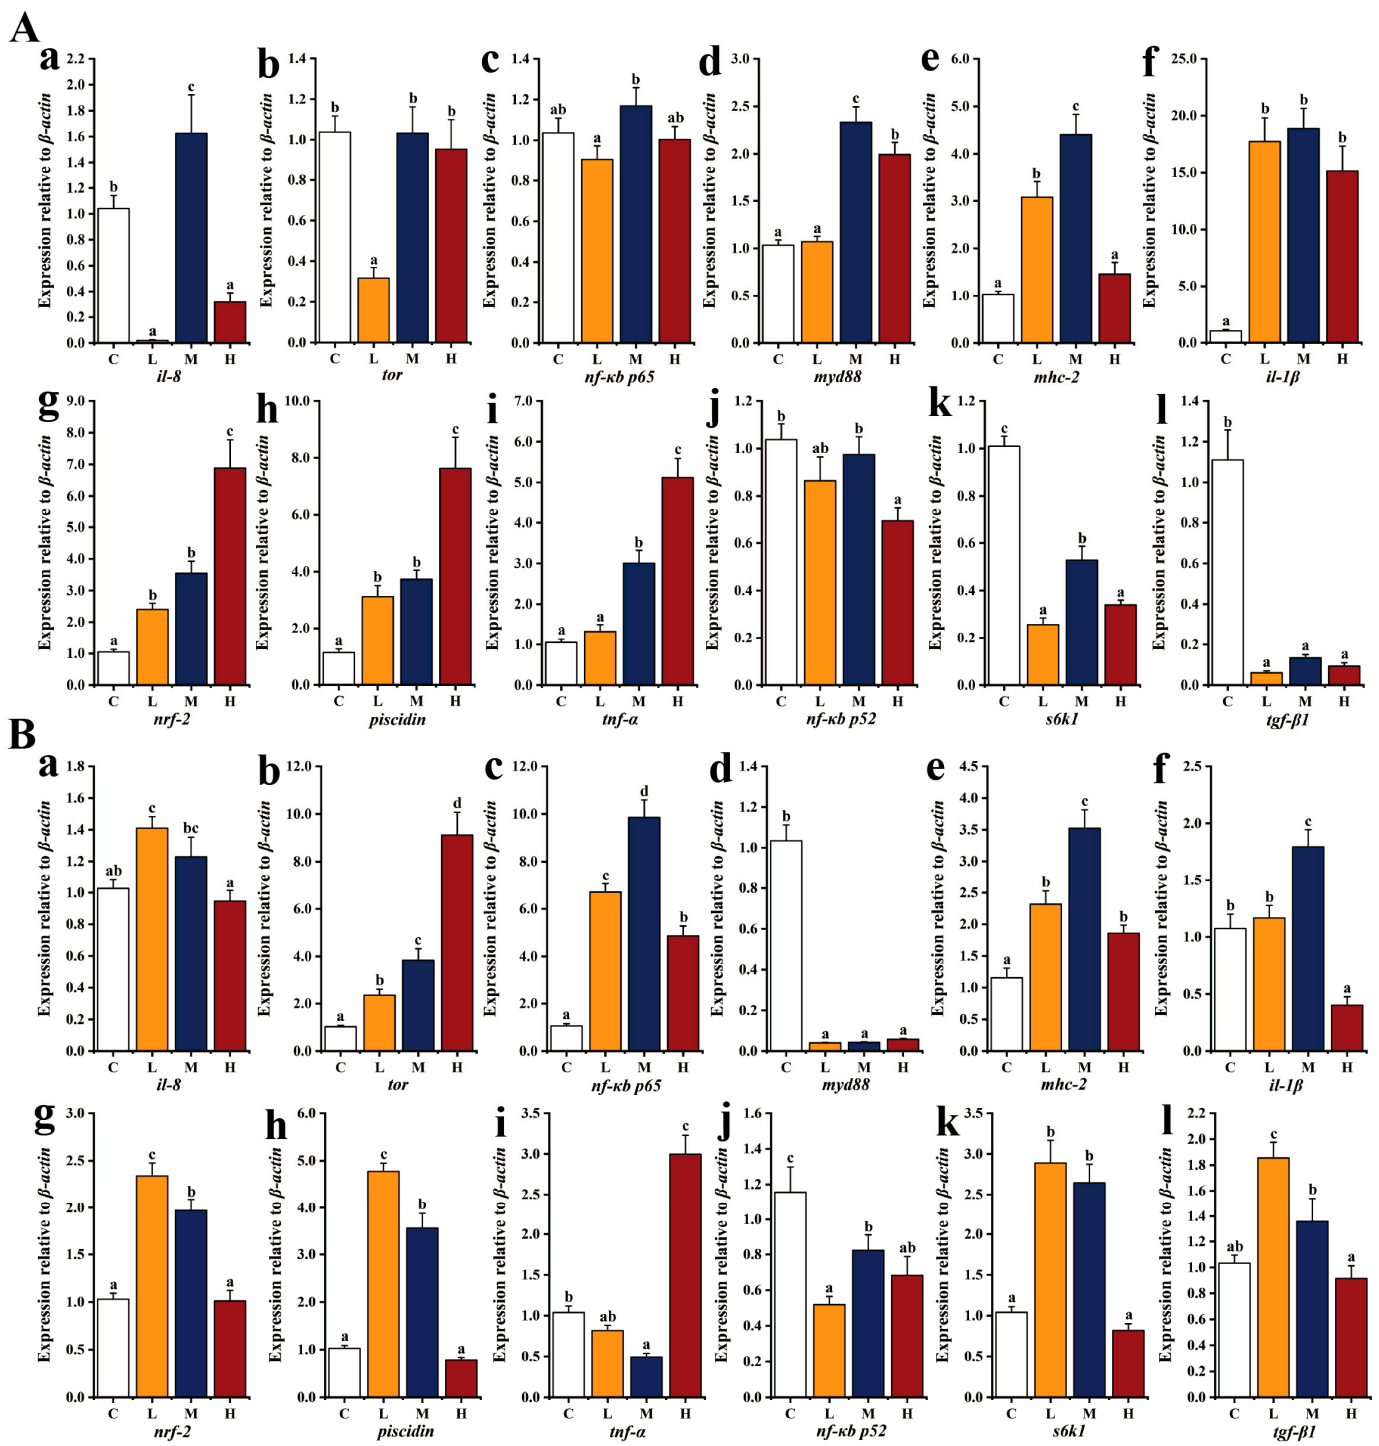 A
a
Expression relative to β-actin
2.2
2.0
1.8
1.6
1.4
1.2
1.0
0.8
0.6
0.4
0.2
0.0
b a c a
C L M H
il-8
b
Expression relative to β-actin
1.4
1.2
1.0
0.8
0.6
0.4
0.2
0.0
b a b b
C L M H
tor
c
Expression relative to β-actin
1.4
1.2
1.0
0.8
0.6
0.4
0.2
0.0
ab a b ab
C L M H
nf-κb p65
d
Expression relative to β-actin
3.0
2.5
2.0
1.5
1.0
0.5
0.0
a a c b
C L M H
myd88
e
Expression relative to β-actin
6.0
5.0
4.0
3.0
2.0
1.0
0.0
a b c a
C L M H
mhc-2
f
Expression relative to β-actin
25.0
20.0
15.0
10.0
5.0
0.0
a b b b
C L M H
il-1β
g
Expression relative to β-actin
9.0
8.0
7.0
6.0
5.0
4.0
3.0
2.0
1.0
0.0
a b b c
C L M H
nrf-2
h
Expression relative to β-actin
10.0
8.0
6.0
4.0
2.0
0.0
a b b c
C L M H
piscidin
i
Expression relative to β-actin
7.0
6.0
5.0
4.0
3.0
2.0
1.0
0.0
a a b c
C L M H
tnf-α
j
Expression relative to β-actin
1.2
1.0
0.8
0.6
0.4
0.2
0.0
b ab b a
C L M H
nf-κb p52
k
Expression relative to β-actin
1.2
1.0
0.8
0.6
0.4
0.2
0.0
c a b a
C L M H
s6k1
l
Expression relative to β-actin
1.4
1.2
1.0
0.8
0.6
0.4
0.2
0.0
b a a a
C L M H
tgf-β1
B
a
Expression relative to β-actin
1.8
1.6
1.4
1.2
1.0
0.8
0.6
0.4
0.2
0.0
ab c bc a
C L M H
il-8
b
Expression relative to β-actin
12.0
10.0
8.0
6.0
4.0
2.0
0.0
a b c d
C L M H
tor
c
Expression relative to β-actin
12.0
10.0
8.0
6.0
4.0
2.0
0.0
a c d b
C L M H
nf-κb p65
d
Expression relative to β-actin
1.4
1.2
1.0
0.8
0.6
0.4
0.2
0.0
b a a a
C L M H
myd88
e
Expression relative to β-actin
4.5
4.0
3.5
3.0
2.5
2.0
1.5
1.0
0.5
0.0
a b c b
C L M H
mhc-2
f
Expression relative to β-actin
2.5
2.0
1.5
1.0
0.5
0.0
b b c a
C L M H
il-1β
g
Expression relative to β-actin
3.0
2.5
2.0
1.5
1.0
0.5
0.0
a c b a
C L M H
nrf-2
h
Expression relative to β-actin
6.0
5.0
4.0
3.0
2.0
1.0
0.0
a c b a
C L M H
piscidin
i
Expression relative to β-actin
3.5
3.0
2.5
2.0
1.5
1.0
0.5
0.0
b ab a c
C L M H
tnf-α
j
Expression relative to β-actin
1.6
1.4
1.2
1.0
0.8
0.6
0.4
0.2
0.0
c a b ab
C L M H
nf-κb p52
k
Expression relative to β-actin
3.5
3.0
2.5
2.0
1.5
1.0
0.5
0.0
a b b a
C L M H
s6k1
l
Expression relative to β-actin
2.2
2.0
1.8
1.6
1.4
1.2
1.0
0.8
0.6
0.4
0.2
0.0
ab c b a
C L M H
tgf-β1